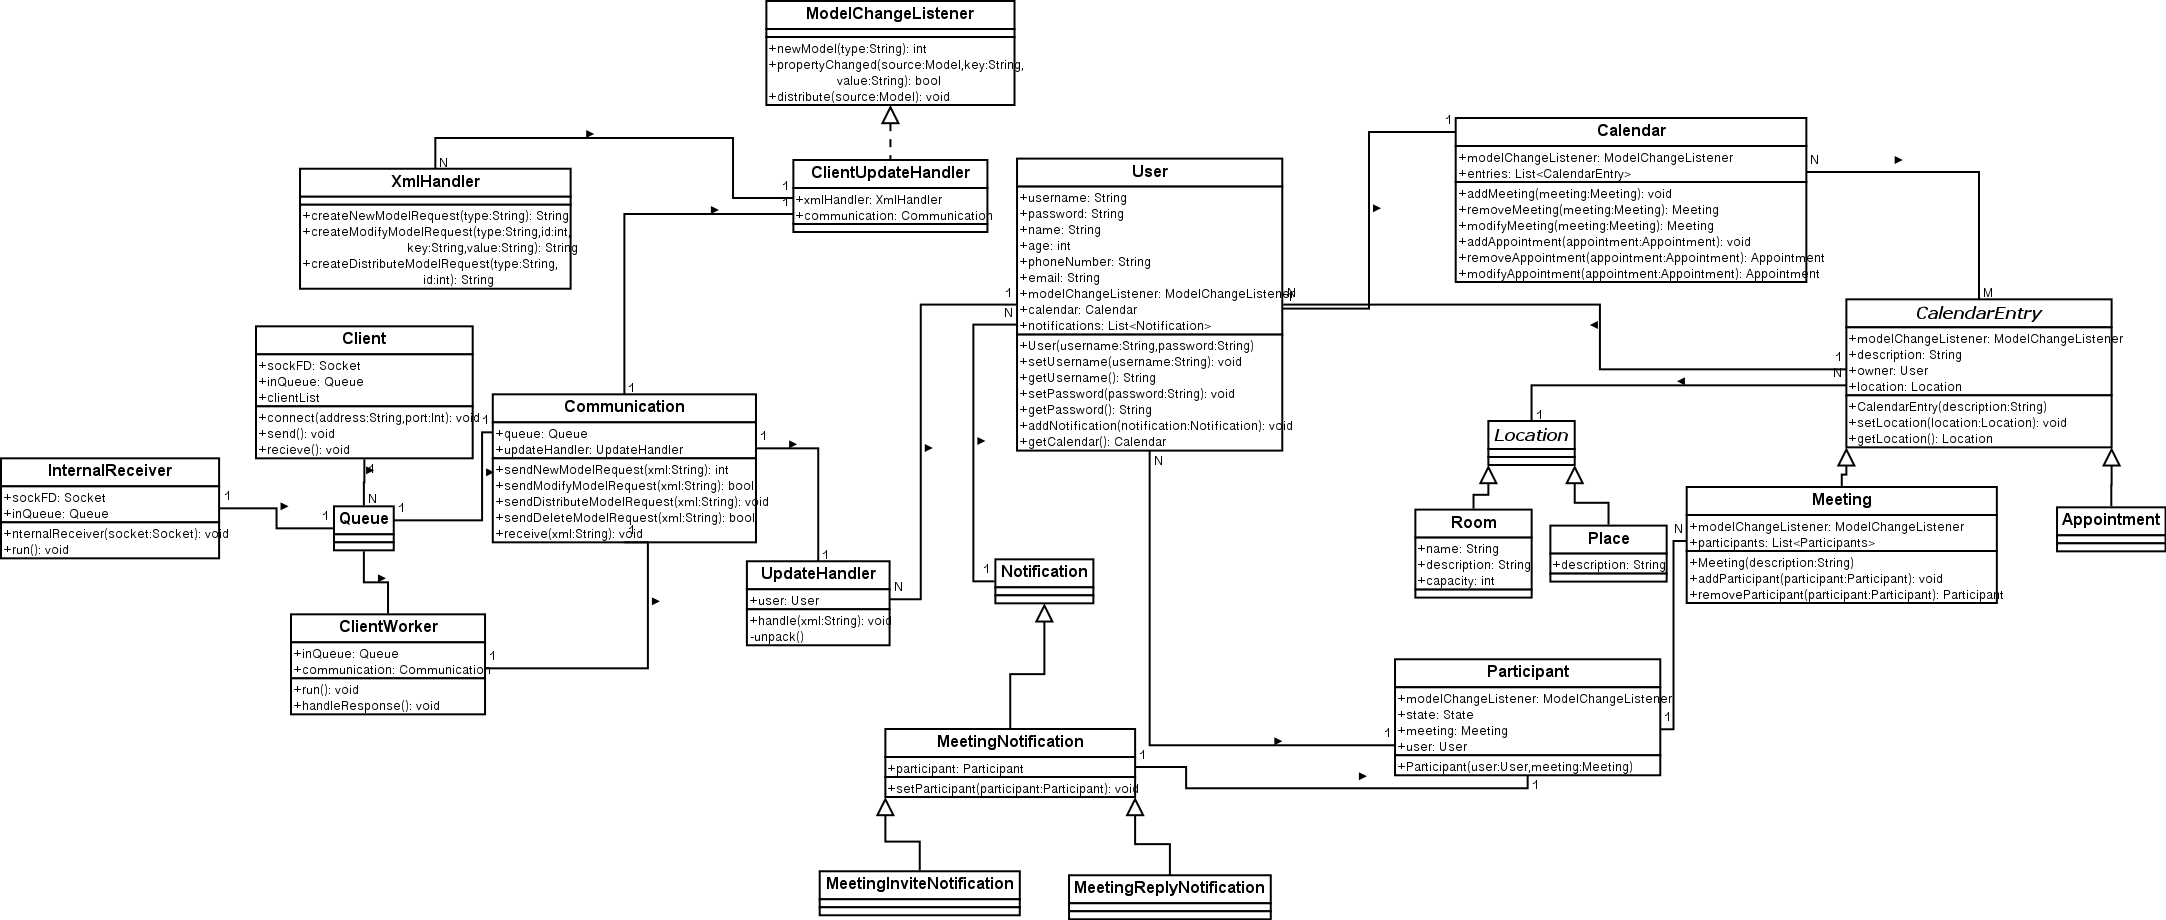 ModelChangeListener
+newModel(type:String): int
+propertyChanged(source:Model,key:String,
value:String): bool
+distribute(source:Model): void
XmlHandler
+createNewModelRequest(type:String): String
+createModifyModelRequest(type:String,id:int,
key:String,value:String): String
+createDistributeModelRequest(type:String,
id:int): String
N
1
1
ClientUpdateHandler
+xmlHandler: XmlHandler
+communication: Communication
User
+username: String
+password: String
+name: String
+age: int
+phoneNumber: String
+email: String
+modelChangeListener: ModelChangeListener
+calendar: Calendar
+notifications: List<Notification>
+User(username:String,password:String)
+setUsername(username:String): void
+getUsername(): String
+setPassword(password:String): void
+getPassword(): String
+addNotification(notification:Notification): void
+getCalendar(): Calendar
1
N
N
N
1
Calendar
+modelChangeListener: ModelChangeListener
+entries: List<CalendarEntry>
+addMeeting(meeting:Meeting): void
+removeMeeting(meeting:Meeting): Meeting
+modifyMeeting(meeting:Meeting): Meeting
+addAppointment(appointment:Appointment): void
+removeAppointment(appointment:Appointment): Appointment
+modifyAppointment(appointment:Appointment): Appointment
N
M
CalendarEntry
+modelChangeListener: ModelChangeListener
+description: String
+owner: User
+location: Location
+CalendarEntry(description:String)
+setLocation(location:Location): void
+getLocation(): Location
1
N
1
Location
Room
+name: String
+description: String
+capacity: int
Place
+description: String
Meeting
+modelChangeListener: ModelChangeListener
+participants: List<Participants>
+Meeting(description:String)
+addParticipant(participant:Participant): void
+removeParticipant(participant:Participant): Participant
N
Appointment
Client
+sockFD: Socket
+inQueue: Queue
+clientList
+connect(address:String,port:Int): void
+send(): void
+recieve(): void
1
N
InternalReceiver
+sockFD: Socket
+inQueue: Queue
+nternalReceiver(socket:Socket): void
+run(): void
1
1
Queue
1
1
1
Communication
+queue: Queue
+updateHandler: UpdateHandler
+sendNewModelRequest(xml:String): int
+sendModifyModelRequest(xml:String): bool
+sendDistributeModelRequest(xml:String): void
+sendDeleteModelRequest(xml:String): bool
+receive(xml:String): void
1
1
1
UpdateHandler
+user: User
+handle(xml:String): void
-unpack()
N
ClientWorker
+inQueue: Queue
+communication: Communication
+run(): void
+handleResponse(): void
1
1
Notification
MeetingNotification
+participant: Participant
+setParticipant(participant:Participant): void
1
MeetingInviteNotification
MeetingReplyNotification
Participant
+modelChangeListener: ModelChangeListener
+state: State
+meeting: Meeting
+user: User
+Participant(user:User,meeting:Meeting)
1
1
1